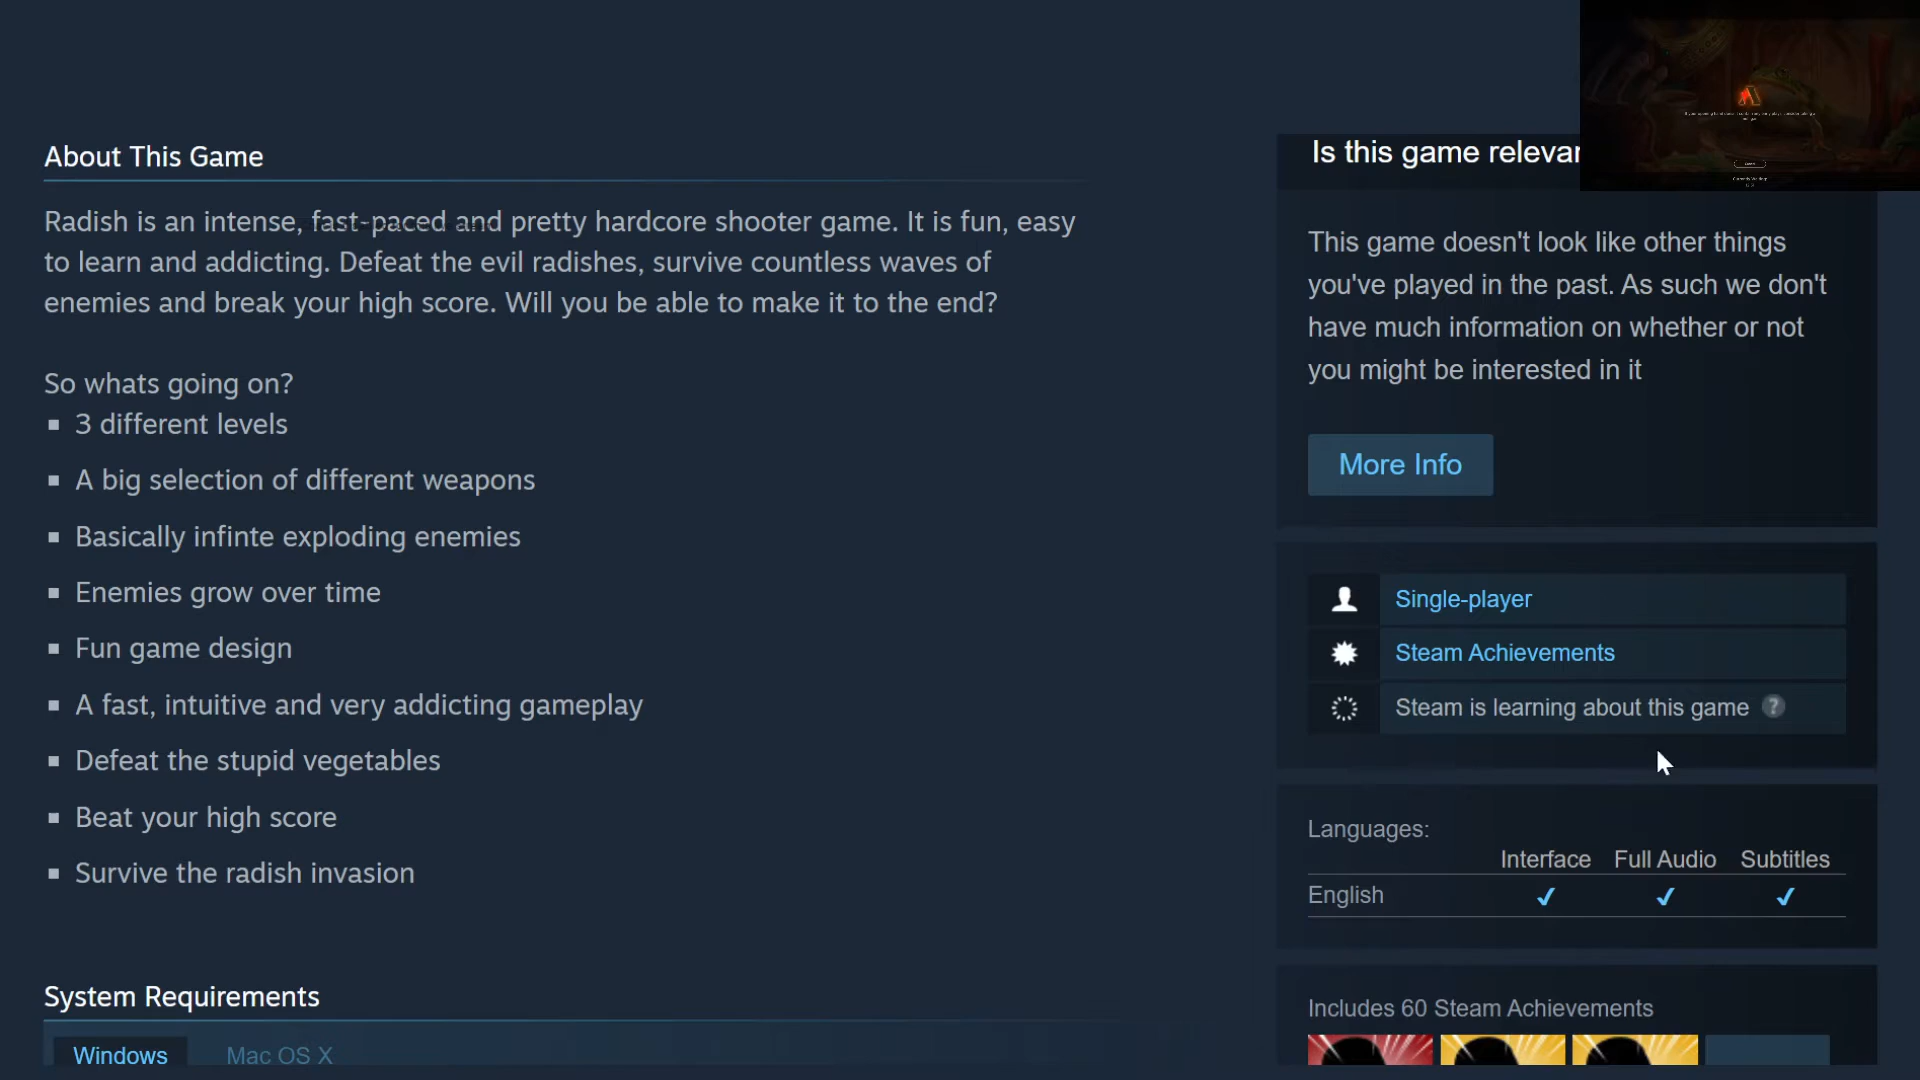 About This Game
Radish is an intense, fast-paced and pretty hardcore shooter game. It is fun, easy
to learn and addicting. Defeat the evil radishes, survive countless waves of
enemies and break your high score. Will you be able to make it to the end?
So whats going on?
3 different levels
A big selection of different weapons
Basically infinte exploding enemies
Enemies grow over time
Fun game design
A fast, intuitive and very addicting gameplay
Defeat the stupid vegetables
Beat your high score
Survive the radish invasion
System Requirements
Windows Mac OS X
Is this game relevan
This game doesn't look like other things
you've played in the past. As such we don't
have much information on whether or not
you might be interested in it
More Info
Single-player
Steam Achievements
Steam is learning about this game ?
Languages:
Interface Full Audio Subtitles
English ✔ ✔ ✔
Includes 60 Steam Achievements